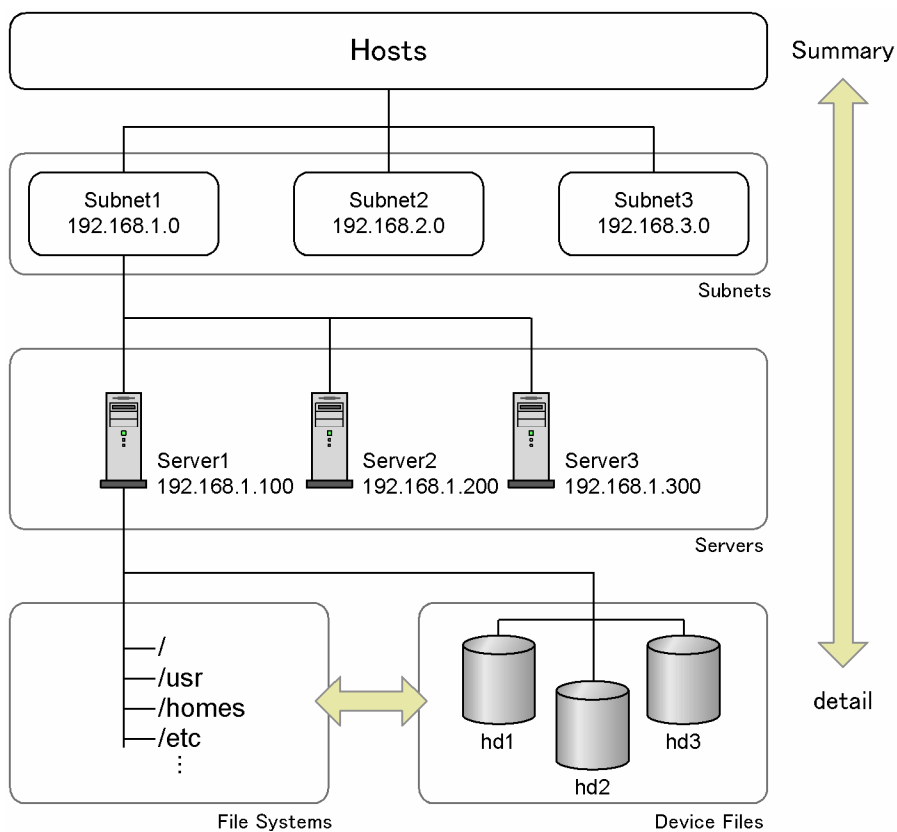 Hosts
Summary
Subnet1
192.168.1.0
Subnet2
192.168.2.0
Subnet3
192.168.3.0
Subnets
Server1
192.168.1.100
Server2
192.168.1.200
Server3
192.168.1.300
Servers
/
/usr
/homes
/etc
⋮
File Systems
hd1
hd2
hd3
Device Files
detail